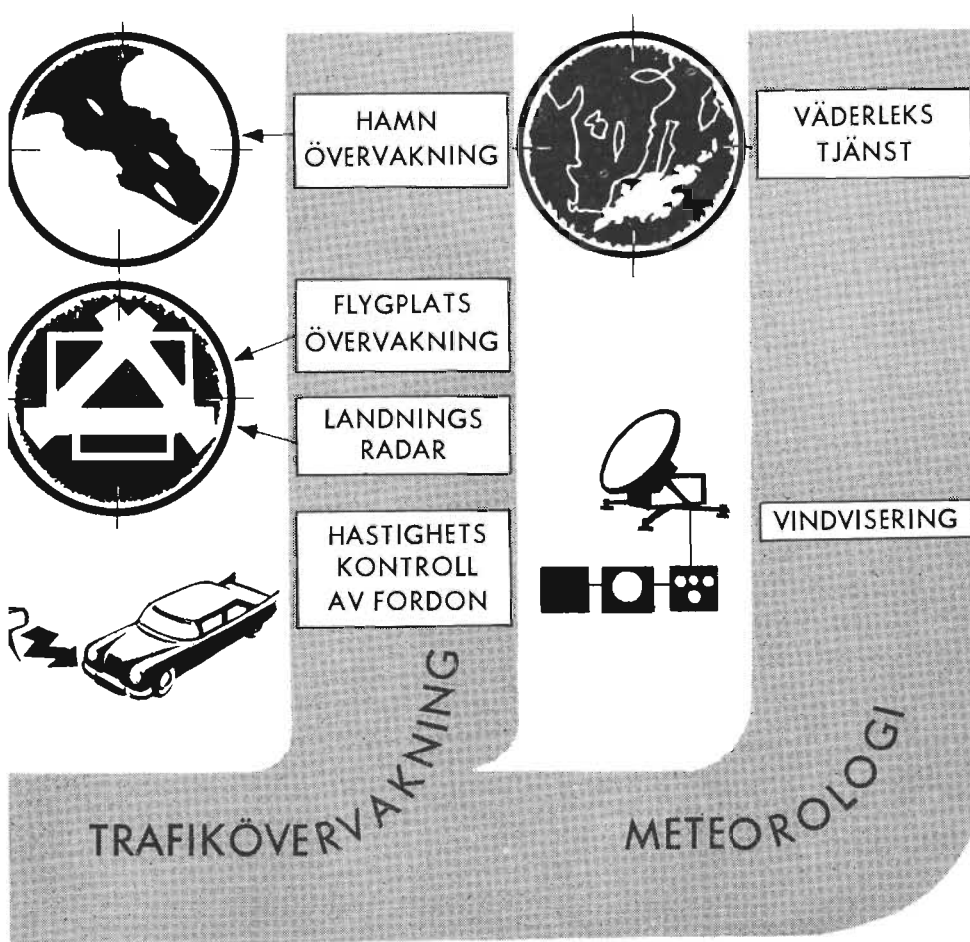 HAMN
ÖVERVAKNING
FLYGPLATS
ÖVERVAKNING
LANDNINGS
RADAR
HASTIGHETS
KONTROLL
AV FORDON
TRAFIKÖVERVAKNING
VÄDERLEKS
TJÄNST
VINDVISERING
METEOROLOGI